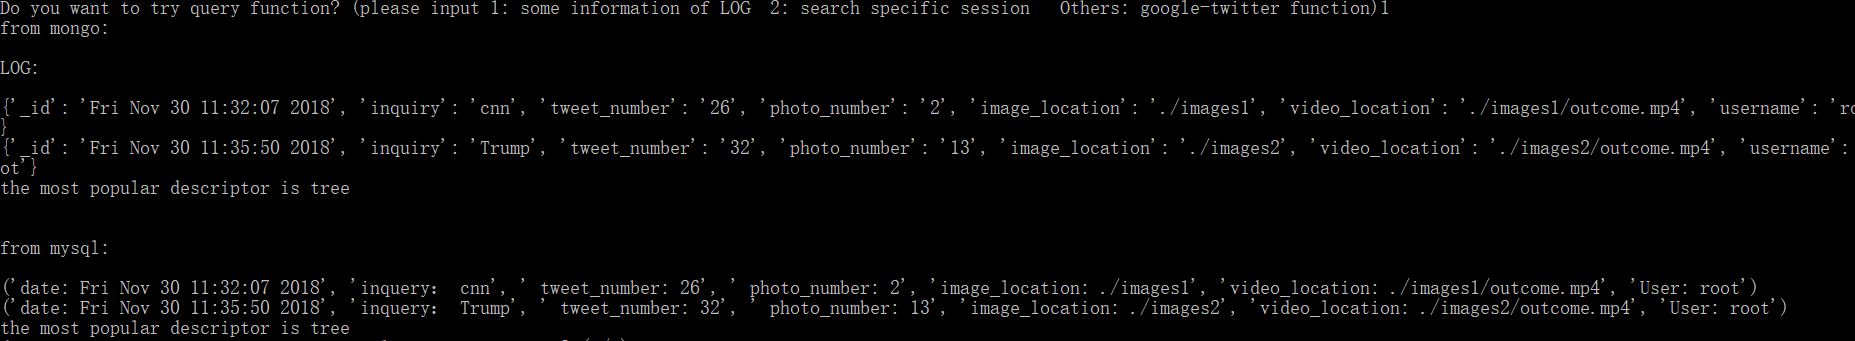 Do you want to try query function? (please input 1: some information of LOG  2: search specific session   Others: google-twitter function)1
from mongo:
LOG:
{'_id': 'Fri Nov 30 11:32:07 2018', 'inquiry': 'cnn', 'tweet_number': '26', 'photo_number': '2', 'image_location': './images1', 'video_location': './images1/outcome.mp4', 'username': 'ro
}
{'_id': 'Fri Nov 30 11:35:50 2018', 'inquiry': 'Trump', 'tweet_number': '32', 'photo_number': '13', 'image_location': './images2', 'video_location': './images2/outcome.mp4', 'username':
ot'}
the most popular descriptor is tree
from mysql:
('date: Fri Nov 30 11:32:07 2018', 'inquery： cnn', ' tweet_number: 26', ' photo_number: 2', 'image_location: ./images1', 'video_location: ./images1/outcome.mp4', 'User: root')
('date: Fri Nov 30 11:35:50 2018', 'inquery： Trump', ' tweet_number: 32', ' photo_number: 13', 'image_location: ./images2', 'video_location: ./images2/outcome.mp4', 'User: root')
the most popular descriptor is tree